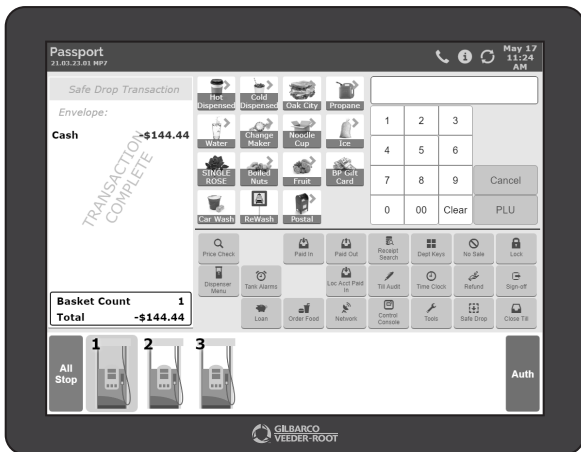 Passport
21.03.23.01 MP7
May 17
11:24
AM
Safe Drop Transaction
Envelope:
Cash -$144.44
TRANSACTION
COMPLETE
Basket Count 1
Total -$144.44
Hot
Dispensed
Cold
Dispensed
Oak City
Propane
Water
Change
Maker
Noodle
Cup
Ice
SINGLE
ROSE
Boiled
Nuts
Fruit
BP Gift
Card
Car Wash
ReWash
Postal
1 2 3
4 5 6
7 8 9 Cancel
0 00 Clear PLU
Price Check
Paid In
Paid Out
Receipt
Search
Dept Keys
No Sale
Lock
Dispenser
Menu
Tank Alarms
Loc Acct Paid
In
Till Audit
Time Clock
Refund
Sign-off
Loan
Order Food
Network
Control
Console
Tools
Safe Drop
Close Till
All
Stop
1 2 3
Auth
GILBARCO
VEEDER-ROOT